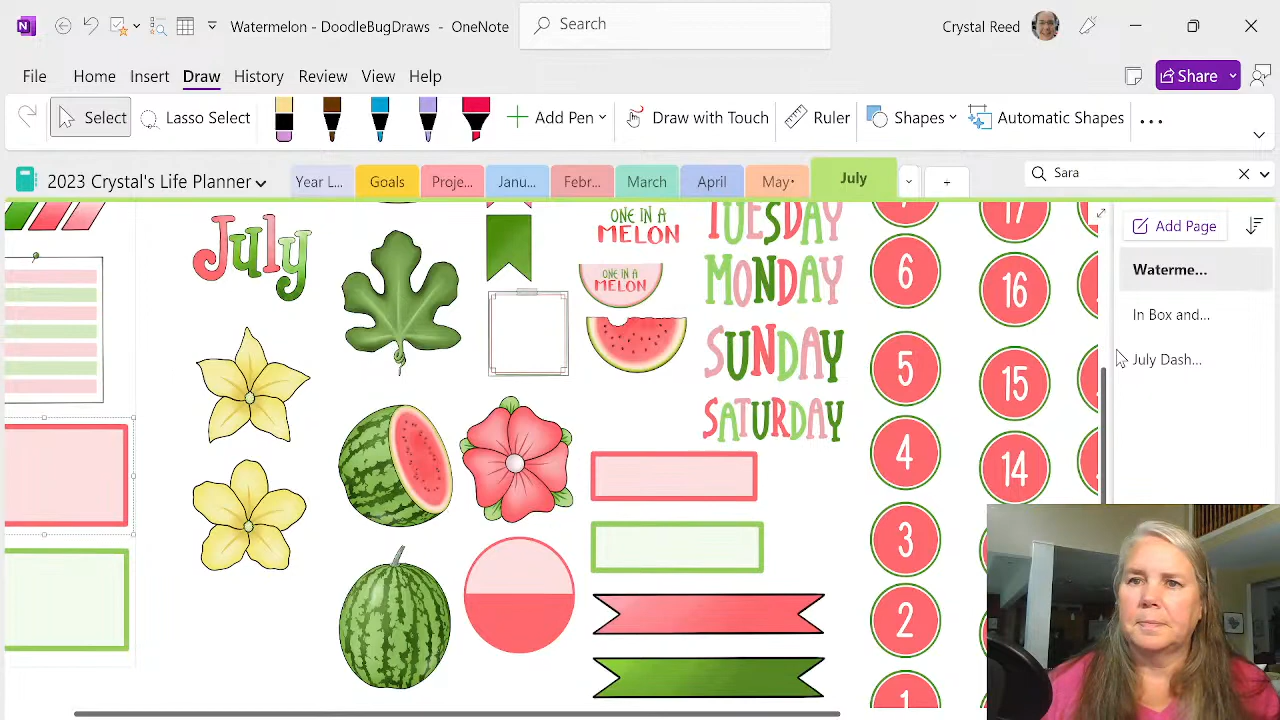 Watermelon - DoodleBugDraws - OneNote
Search
Crystal Reed
File Home Insert Draw History Review View Help
Share
Select Lasso Select Add Pen Draw with Touch Ruler Shapes Automatic Shapes ...
2023 Crystal's Life Planner
Year L... Goals Proje... Janu... Febr... March April May• July +
Sara
Add Page
Waterme...
In Box and...
July Dash...
July
ONE IN A
MELON
ONE IN A
MELON
TUESDAY
MONDAY
SUNDAY
SATURDAY
6
5
4
3
2
1
17
16
15
14